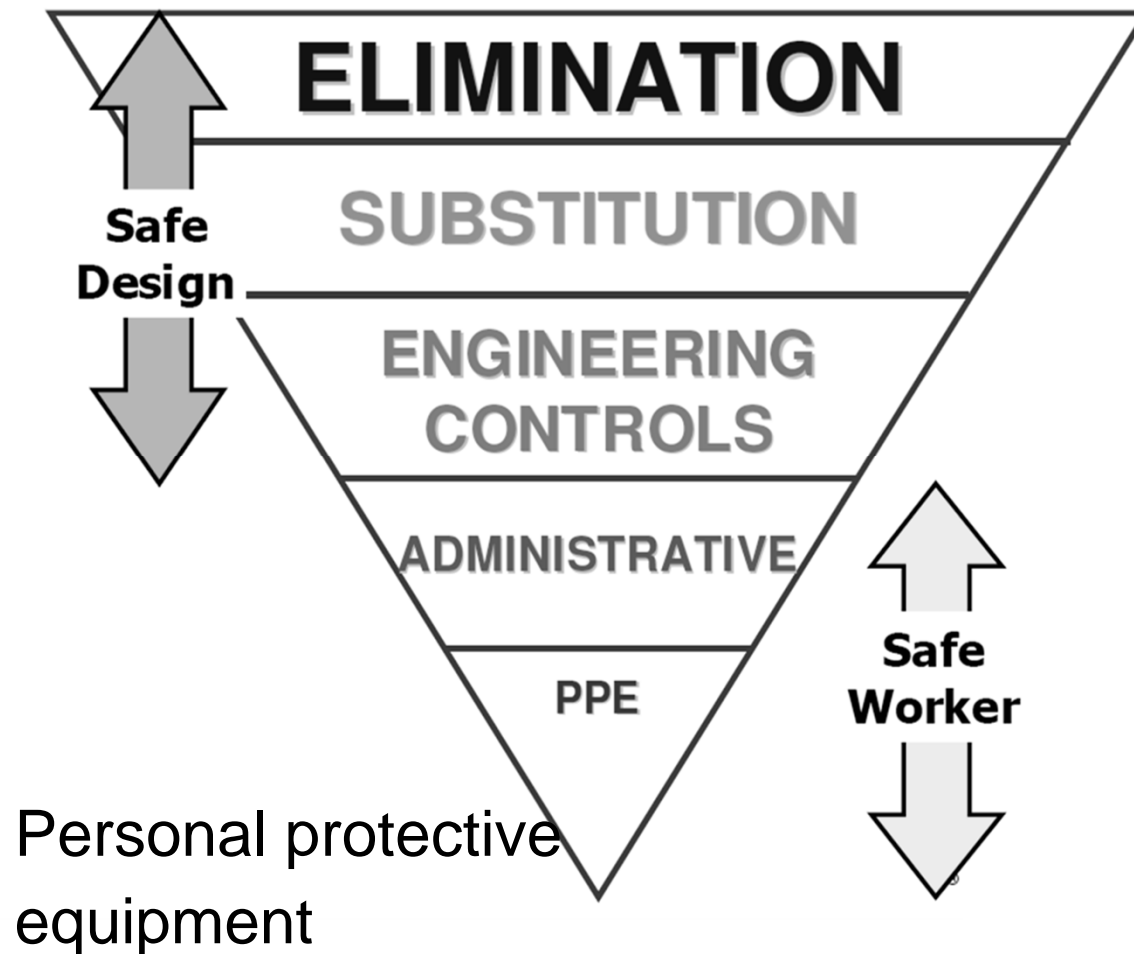 ELIMINATION
SUBSTITUTION
Safe
Design
ENGINEERING
CONTROLS
ADMINISTRATIVE
Safe
Worker
PPE
Personal protective
equipment
®